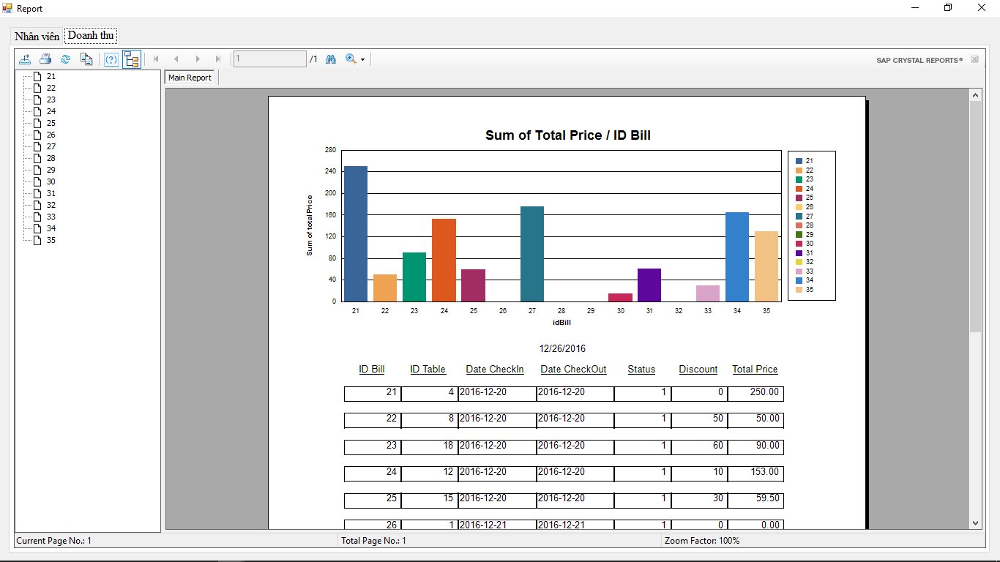 Report
Nhân viên Doanh thu
1 /1 SAP CRYSTAL REPORTS®
21
22
23
24
25
26
27
28
29
30
31
32
33
34
35
Main Report
Sum of Total Price / ID Bill
280
240
200
160
120
80
40
0
Sum of total Price
21 22 23 24 25 26 27 28 29 30 31 32 33 34 35
idBill
21
22
23
24
25
26
27
28
29
30
31
32
33
34
35
12/26/2016
ID Bill ID Table Date CheckIn Date CheckOut Status Discount Total Price
21 4 2016-12-20 2016-12-20 1 0 250.00
22 8 2016-12-20 2016-12-20 1 50 50.00
23 18 2016-12-20 2016-12-20 1 60 90.00
24 12 2016-12-20 2016-12-20 1 10 153.00
25 15 2016-12-20 2016-12-20 1 30 59.50
26 1 2016-12-21 2016-12-21 1 0 0.00
Current Page No.: 1 Total Page No.: 1 Zoom Factor: 100%